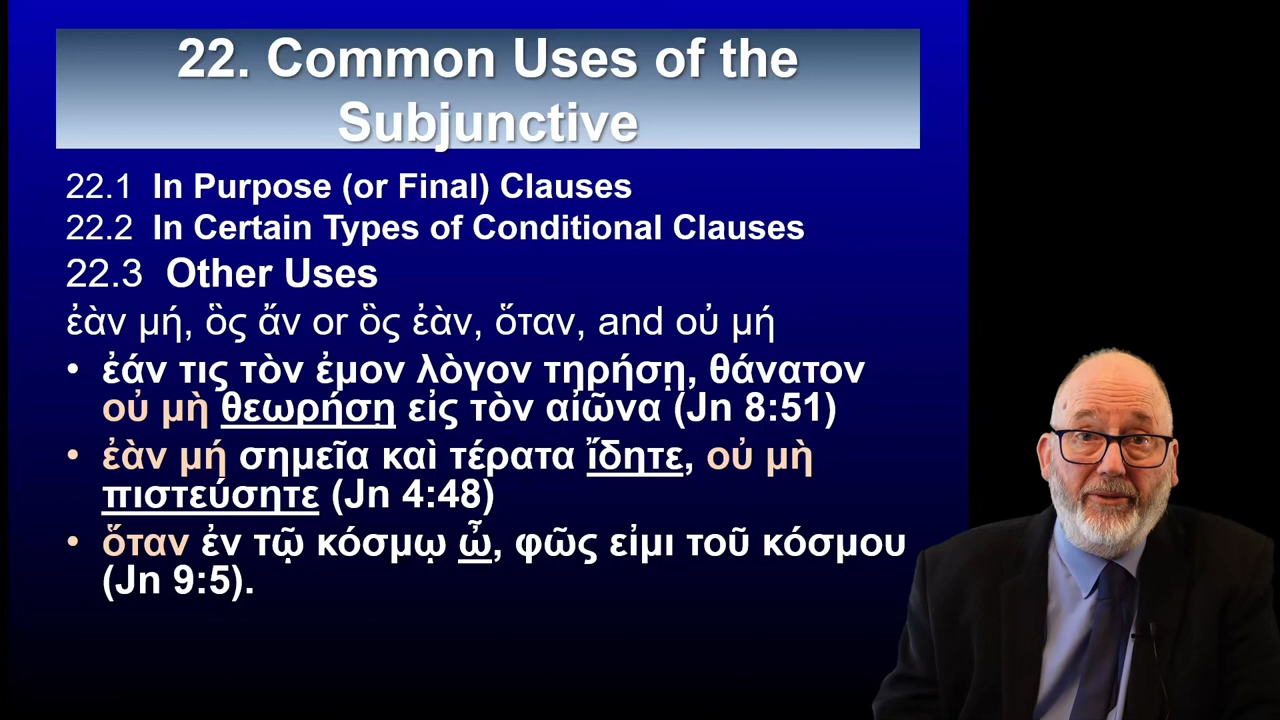 22. Common Uses of the
Subjunctive
22.1 In Purpose (or Final) Clauses
22.2 In Certain Types of Conditional Clauses
22.3 Other Uses
ἐὰν μή, ὃς ἄν or ὃς ἐὰν, ὅταν, and οὐ μή
• ἐάν τις τὸν ἐμον λὸγον τηρήσῃ, θάνατον
οὐ μὴ θεωρήσῃ εἰς τὸν αἰῶνα (Jn 8:51)
• ἐὰν μή σημεῖα καὶ τέρατα ἴδητε, οὐ μὴ
πιστεύσητε (Jn 4:48)
• ὅταν ἐν τῷ κόσμῳ ὦ, φῶς εἰμι τοῦ κόσμου
(Jn 9:5).